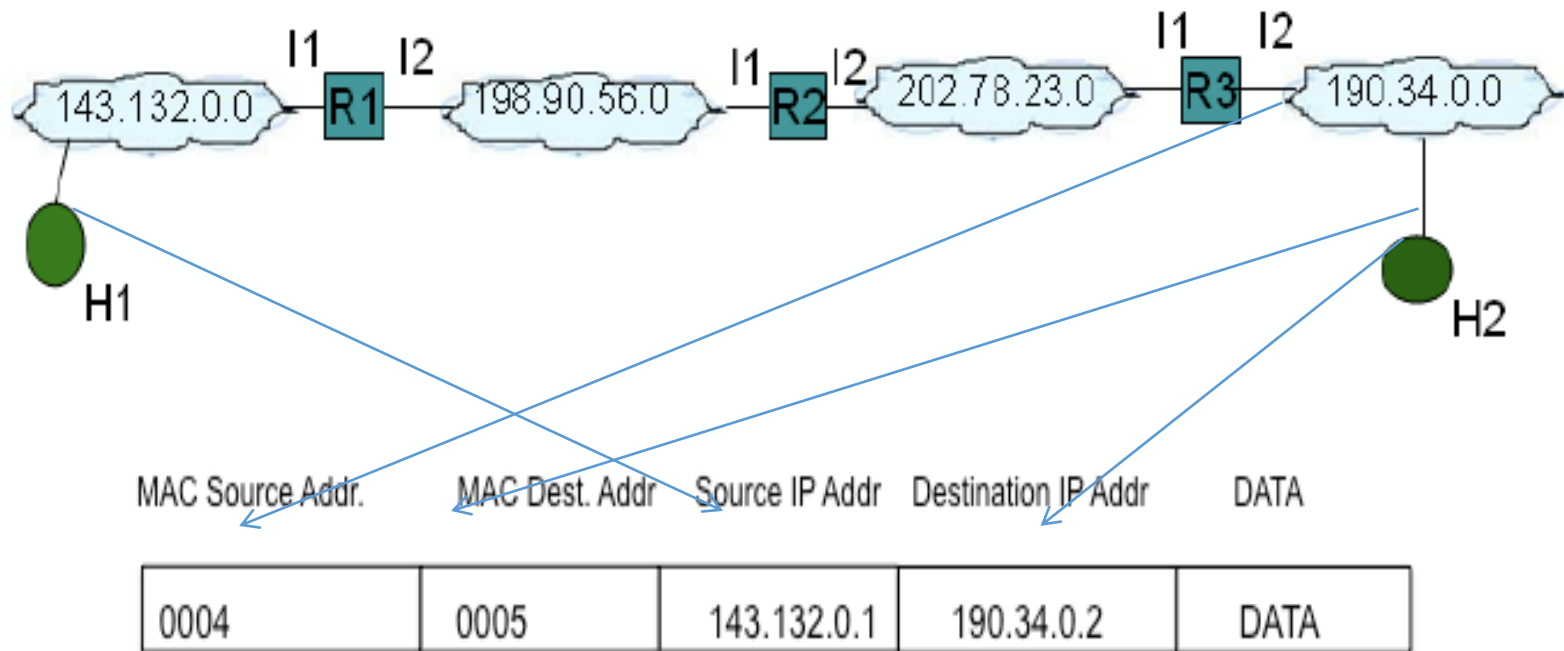 I1 I2 I1 I2 I1 I2
143.132.0.0 R1 198.90.56.0 R2 202.78.23.0 R3 190.34.0.0
H1 H2
MAC Source Addr. MAC Dest. Addr Source IP Addr Destination IP Addr DATA
0004 0005 143.132.0.1 190.34.0.2 DATA